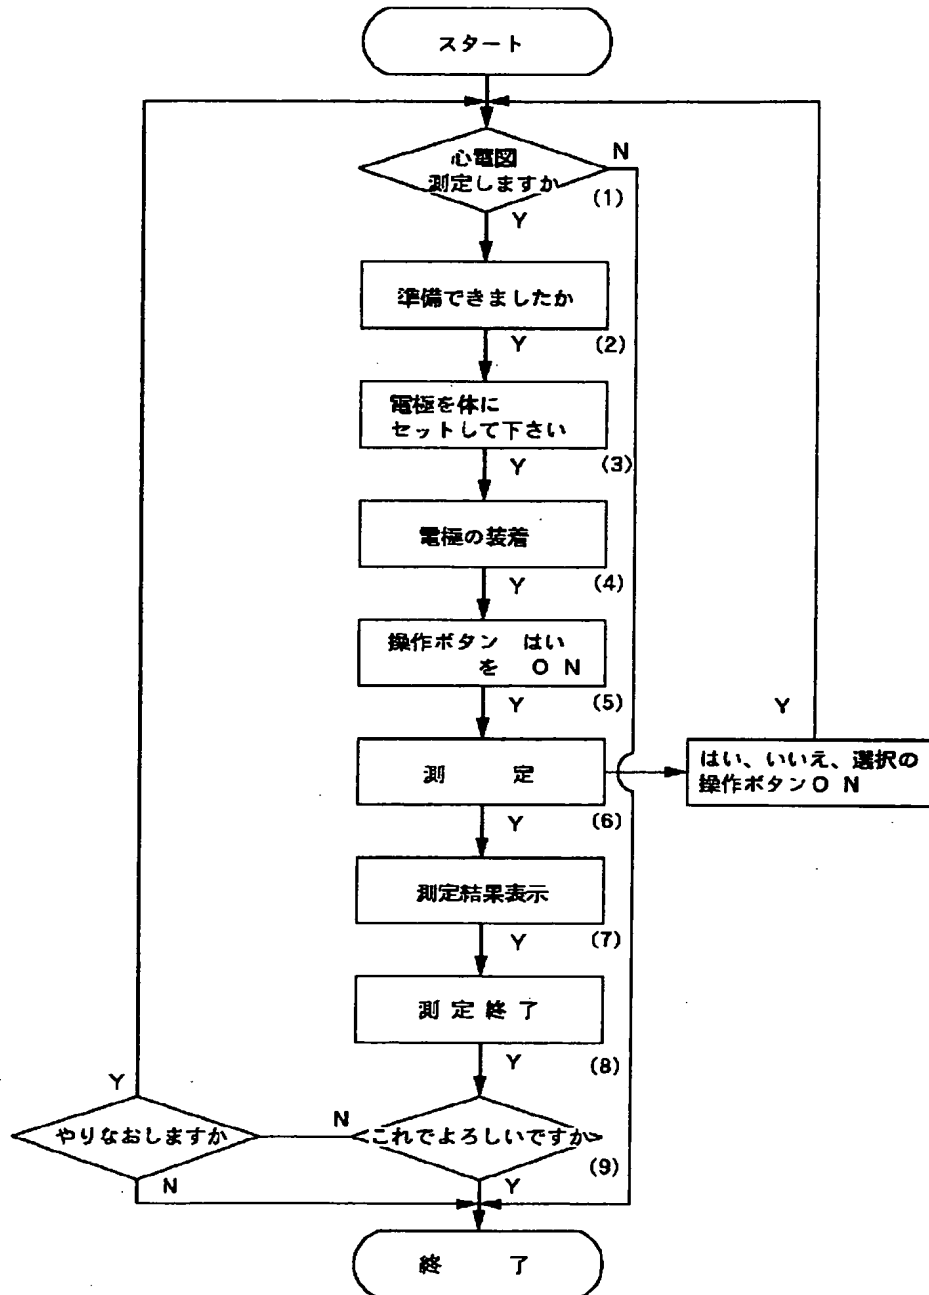 スタート
心電図
測定しますか
N
(1)
Y
準備できましたか
Y
(2)
電極を体に
セットして下さい
Y
(3)
電極の装着
Y
(4)
操作ボタン はい
を ON
Y
(5)
測 定
Y
(6)
Y
はい、いいえ、選択の
操作ボタンON
測定結果表示
Y
(7)
測定終了
Y
(8)
これでよろしいですか
N
(9)
Y
やりなおしますか
Y
N
終 了